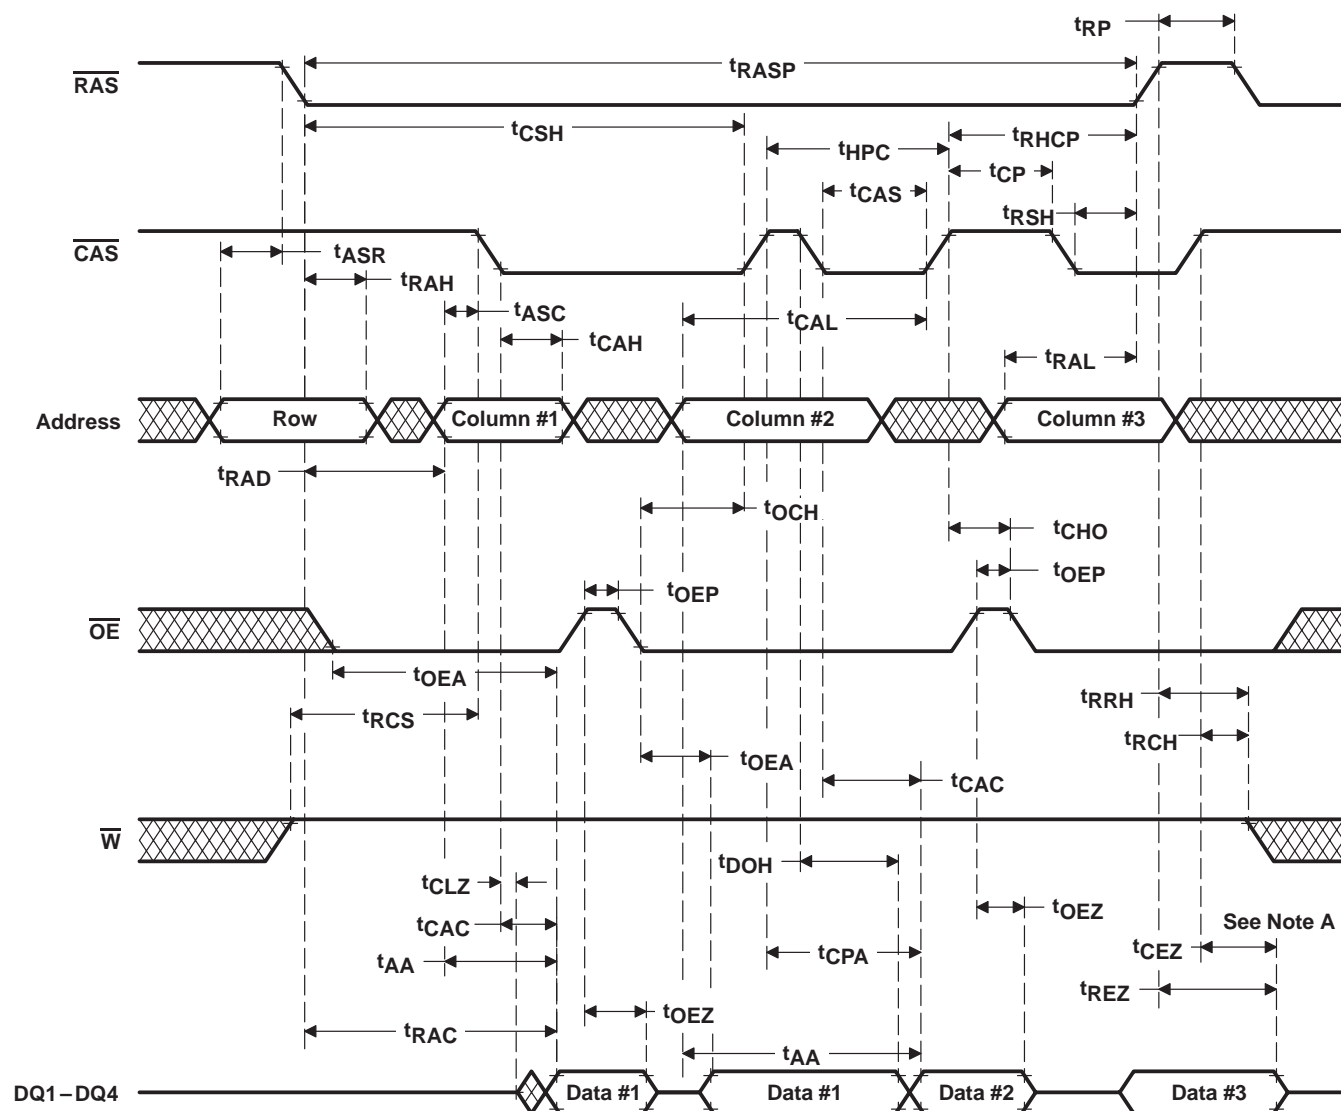 tRP
tRASP
RAS
tCSH
tRHCP
tHPC
tCP
tCAS
tRSH
CAS
tASR
tRAH
tASC
tCAL
tCAH
tRAL
Address
Row
Column #1
Column #2
Column #3
tRAD
tOCH
tCHO
tOEP
tOEP
OE
tOEA
tRRH
tRCS
tRCH
tOEA
tCAC
W
tDOH
tCLZ
tOEZ
tCAC
See Note A
tCEZ
tCPA
tAA
tREZ
tOEZ
tRAC
tAA
DQ1–DQ4
Data #1
Data #1
Data #2
Data #3